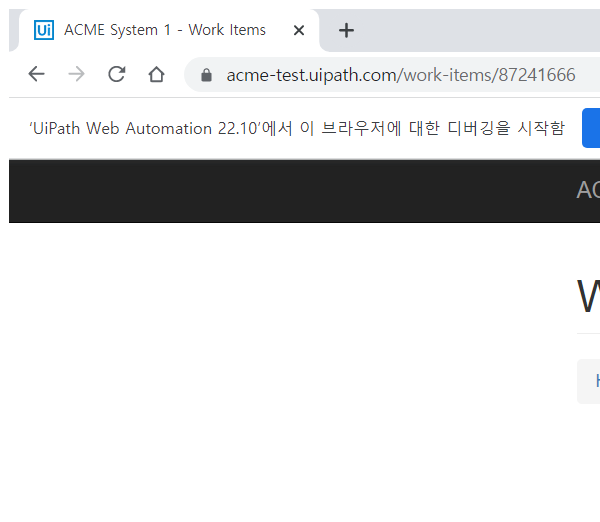 Ui ACME System 1 - Work Items
acme-test.uipath.com/work-items/87241666
'UiPath Web Automation 22.10'에서 이 브라우저에 대한 디버깅을 시작함